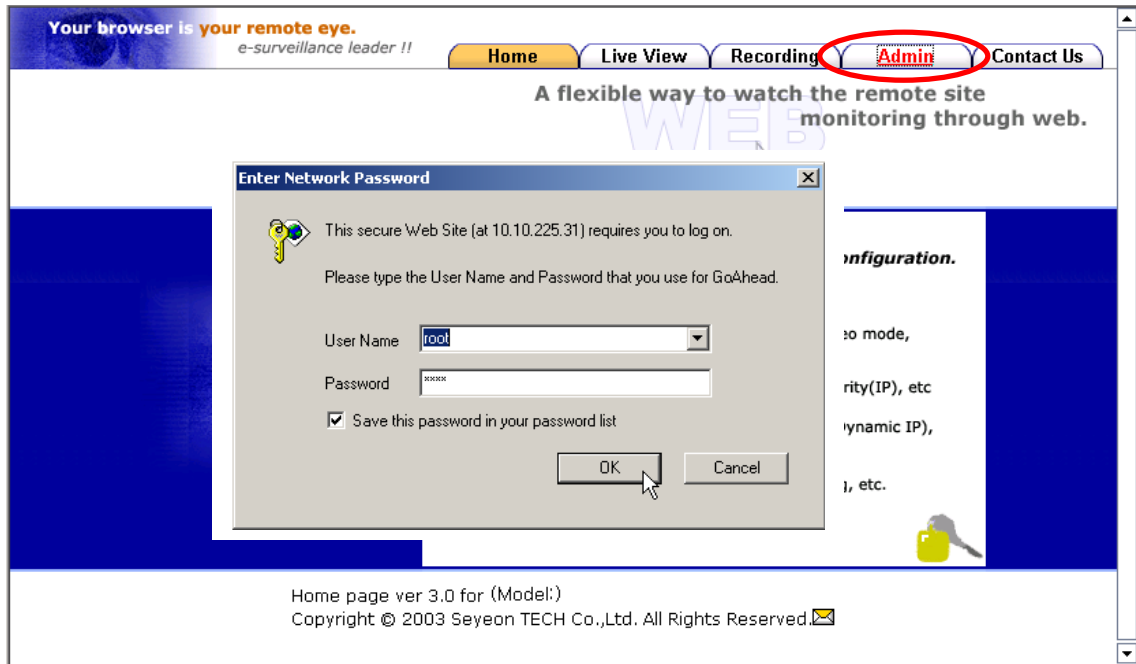 Your browser is your remote eye.
e-surveillance leader !!
Home Live View Recording Admin Contact Us
A flexible way to watch the remote site
monitoring through web.
WEB
Enter Network Password
This secure Web Site (at 10.10.225.31) requires you to log on.
Please type the User Name and Password that you use for GoAhead.
User Name root
Password ****
Save this password in your password list
OK Cancel
onfiguration.
eo mode,
rity(IP), etc
ynamic IP),
g, etc.
Home page ver 3.0 for (Model:)
Copyright © 2003 Seyeon TECH Co.,Ltd. All Rights Reserved.